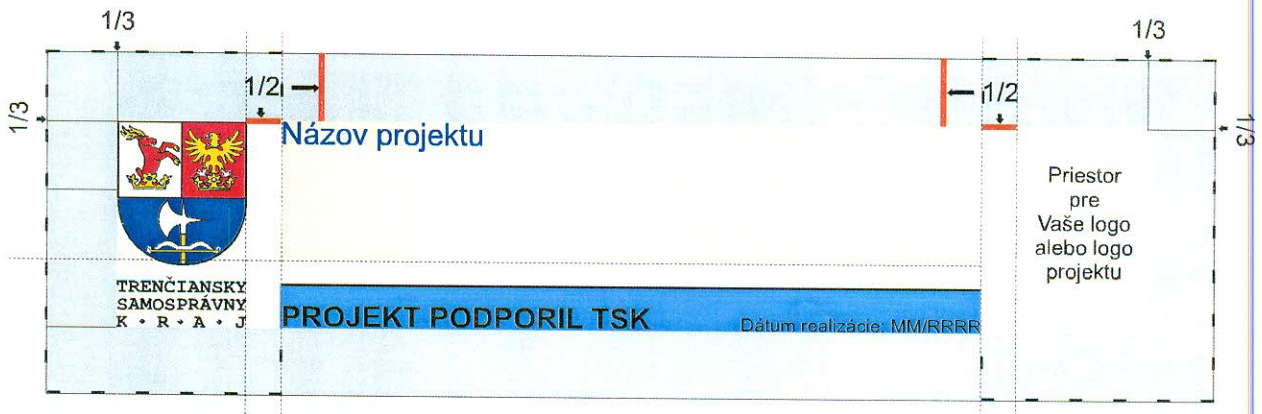 1/3
1/3
1/2
1/2
1/3
1/3
Názov projektu
Priestor
pre
Vaše logo
alebo logo
projektu
TRENČIANSKY
SAMOSPRÁVNY
K • R • A • J
PROJEKT PODPORIL TSK
Dátum realizácie: MM/RRRR